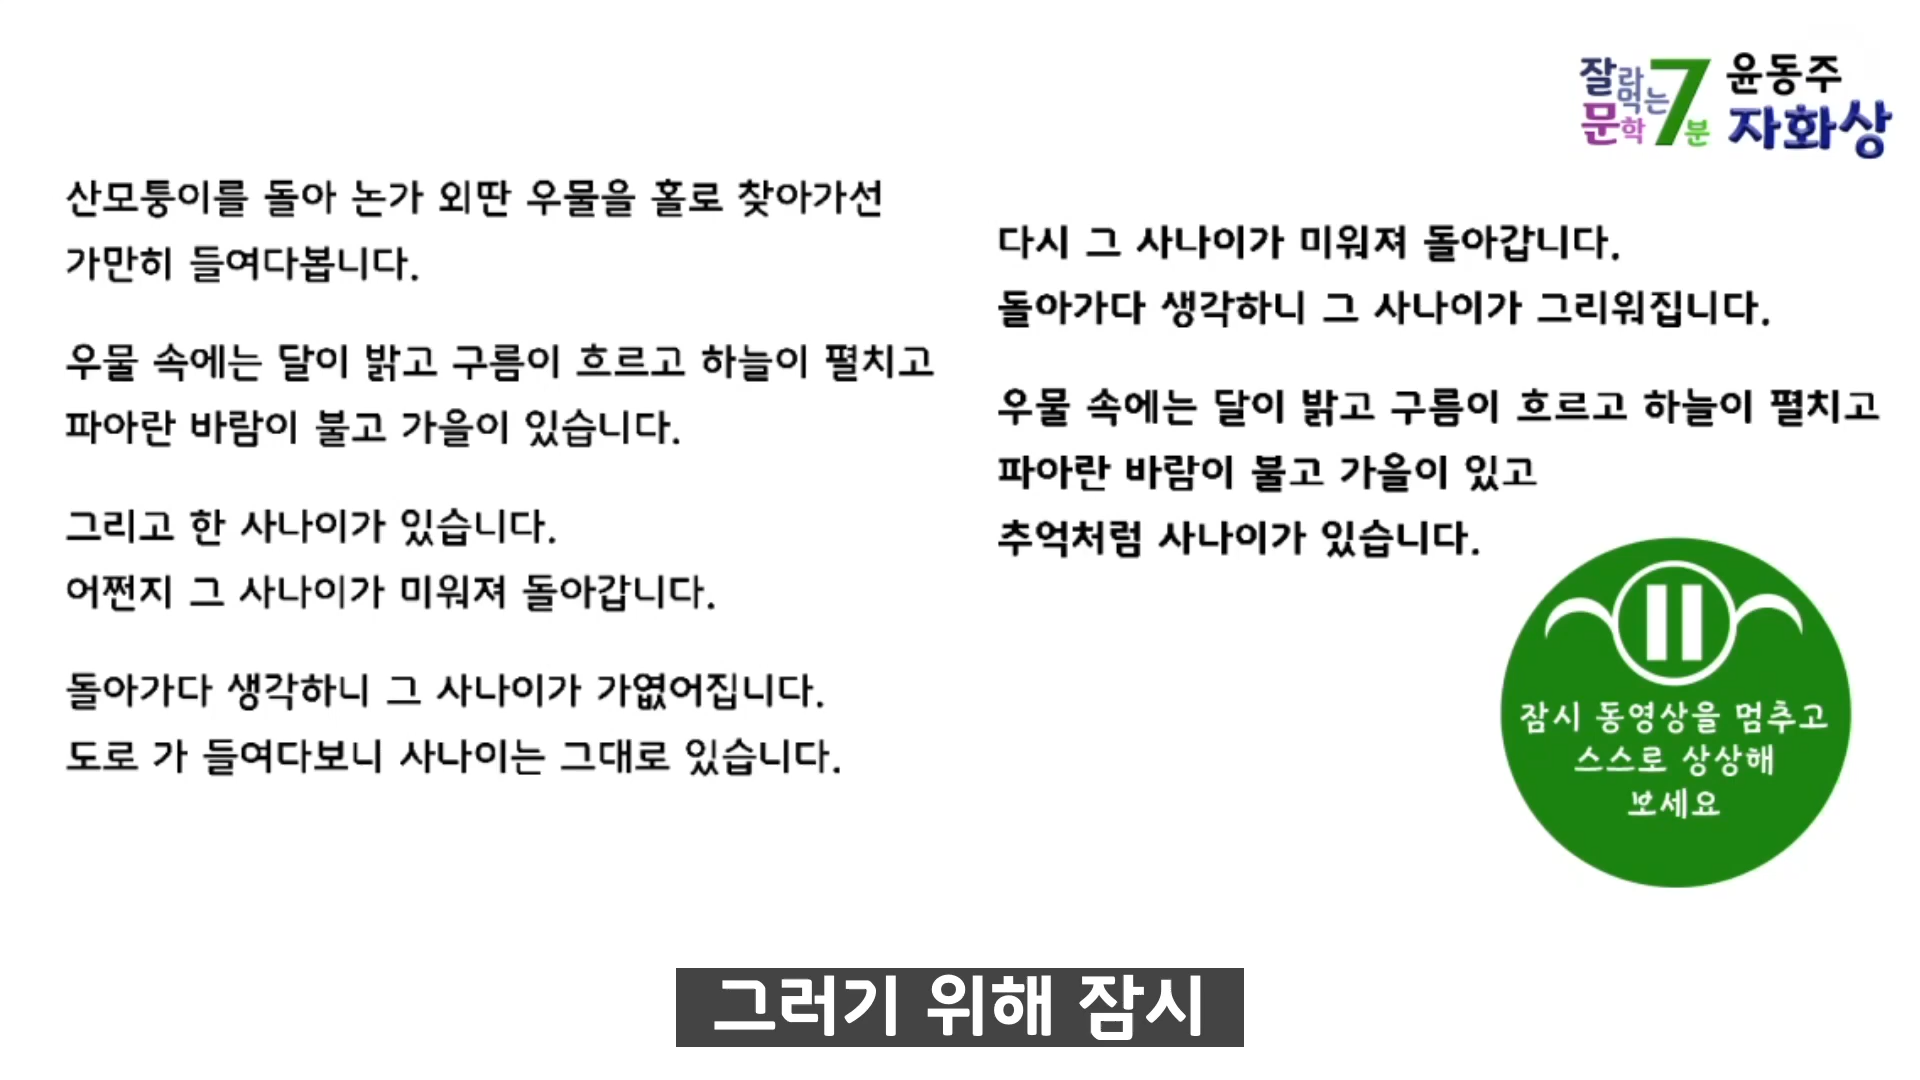 잘라먹는 문학 7분
윤동주
자화상
산모퉁이를 돌아 논가 외딴 우물을 홀로 찾아가선
가만히 들여다봅니다.
우물 속에는 달이 밝고 구름이 흐르고 하늘이 펼치고
파아란 바람이 불고 가을이 있습니다.
그리고 한 사나이가 있습니다.
어쩐지 그 사나이가 미워져 돌아갑니다.
돌아가다 생각하니 그 사나이가 가엾어집니다.
도로 가 들여다보니 사나이는 그대로 있습니다.
다시 그 사나이가 미워져 돌아갑니다.
돌아가다 생각하니 그 사나이가 그리워집니다.
우물 속에는 달이 밝고 구름이 흐르고 하늘이 펼치고
파아란 바람이 불고 가을이 있고
추억처럼 사나이가 있습니다.
잠시 동영상을 멈추고
스스로 상상해
보세요
그러기 위해 잠시